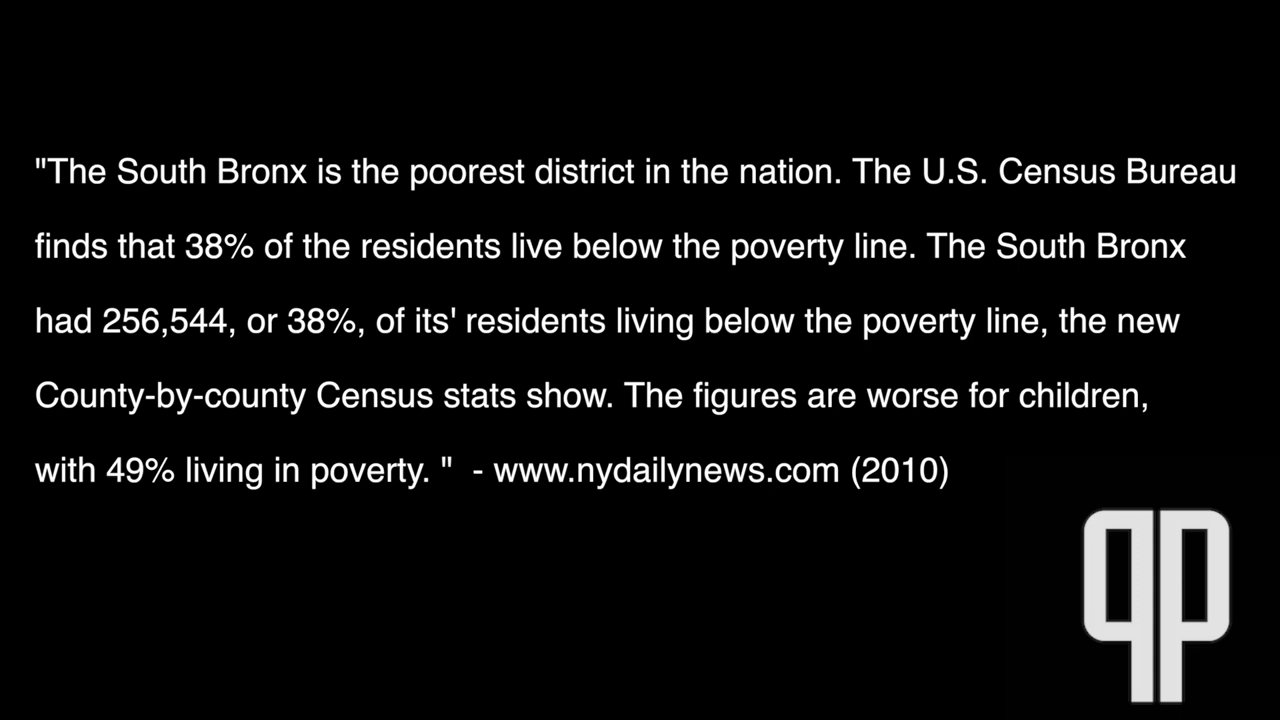 "The South Bronx is the poorest district in the nation. The U.S. Census Bureau
finds that 38% of the residents live below the poverty line. The South Bronx
had 256,544, or 38%, of its' residents living below the poverty line, the new
County-by-county Census stats show. The figures are worse for children,
with 49% living in poverty. "  - www.nydailynews.com (2010)
qp